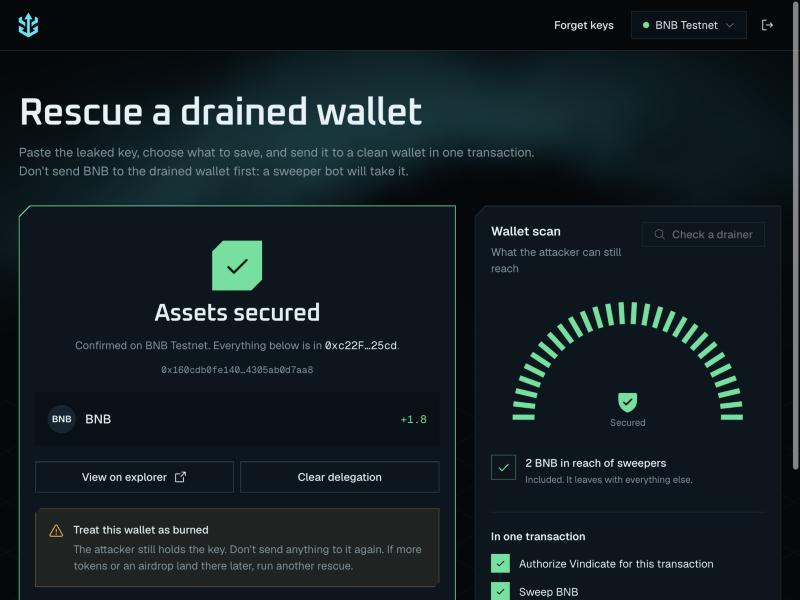 Forget keys
BNB Testnet
Rescue a drained wallet
Paste the leaked key, choose what to save, and send it to a clean wallet in one transaction.
Don't send BNB to the drained wallet first: a sweeper bot will take it.
Assets secured
Confirmed on BNB Testnet. Everything below is in 0xc22F…25cd.
0x160cdb0fe140…4305ab0d7aa8
BNB
BNB
+1.8
View on explorer
Clear delegation
Treat this wallet as burned
The attacker still holds the key. Don't send anything to it again. If more
tokens or an airdrop land there later, run another rescue.
Wallet scan
Check a drainer
What the attacker can still
reach
Secured
2 BNB in reach of sweepers
Included. It leaves with everything else.
In one transaction
Authorize Vindicate for this transaction
Sweep BNB